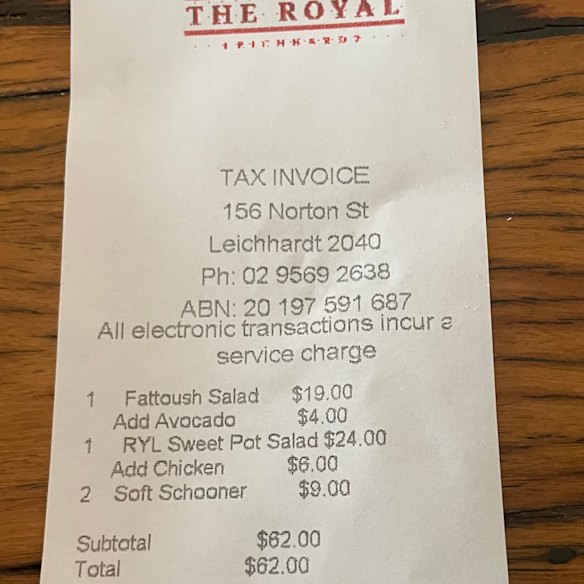 THE ROYAL
LEICHHARDT
TAX INVOICE
156 Norton St
Leichhardt 2040
Ph: 02 9569 2638
ABN: 20 197 591 687
All electronic transactions incur a
service charge
1 Fattoush Salad $19.00
Add Avocado $4.00
1 RYL Sweet Pot Salad $24.00
Add Chicken $6.00
2 Soft Schooner $9.00
Subtotal $62.00
Total $62.00